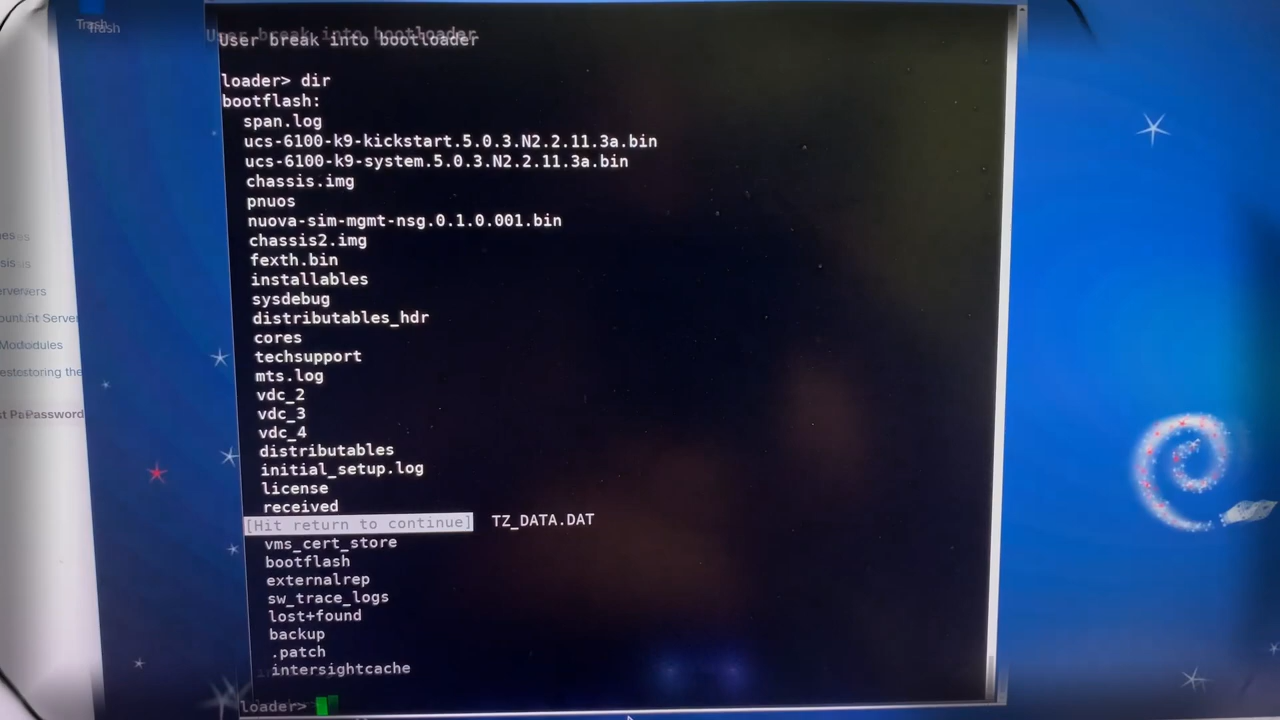 Trash
User break into bootloader
loader> dir
bootflash:
span.log
ucs-6100-k9-kickstart.5.0.3.N2.2.11.3a.bin
ucs-6100-k9-system.5.0.3.N2.2.11.3a.bin
chassis.img
pnuos
nuova-sim-mgmt-nsg.0.1.0.001.bin
chassis2.img
fexth.bin
installables
sysdebug
distributables_hdr
cores
techsupport
mts.log
vdc_2
vdc_3
vdc_4
distributables
initial_setup.log
license
received
[Hit return to continue] TZ_DATA.DAT
vms_cert_store
bootflash
externalrep
sw_trace_logs
lost+found
backup
.patch
intersightcache
loader>